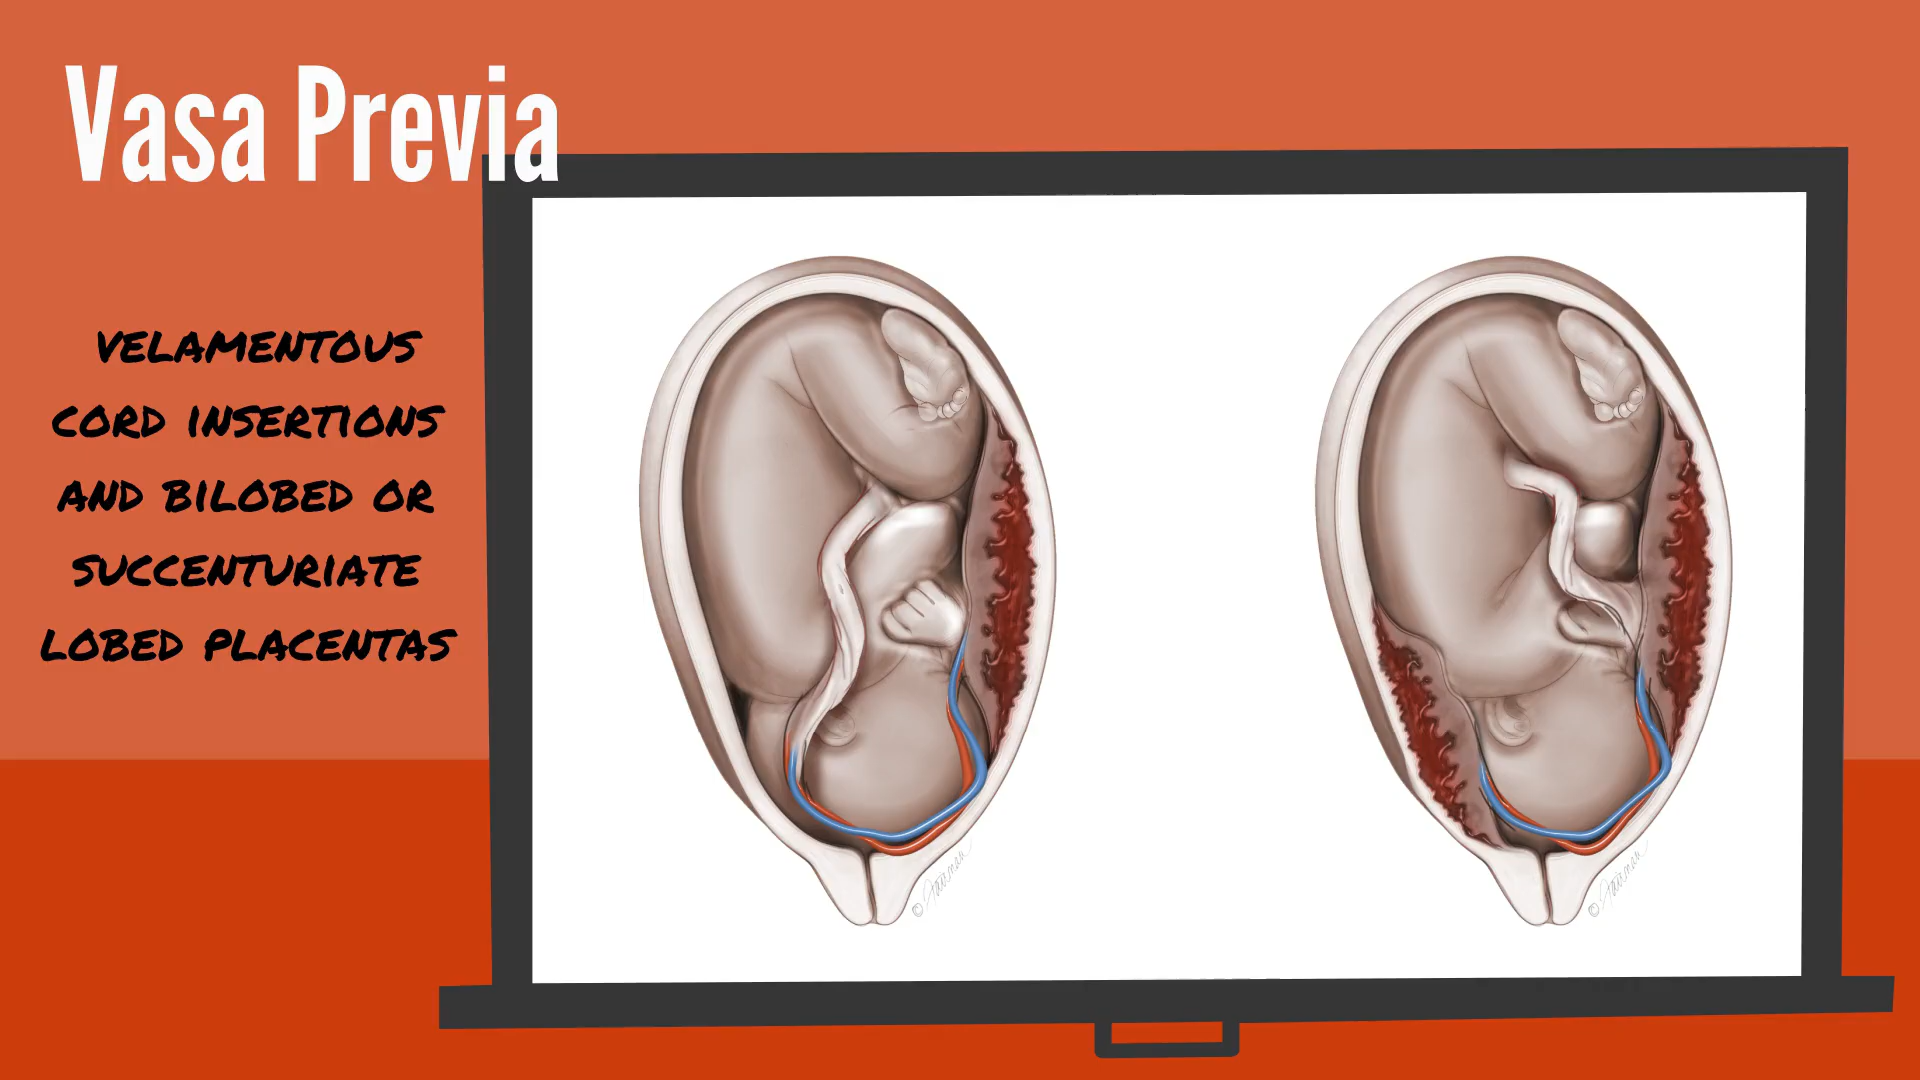 Vasa Previa
VELAMENTOUS
CORD INSERTIONS
AND BILOBED OR
SUCCENTURIATE
LOBED PLACENTAS